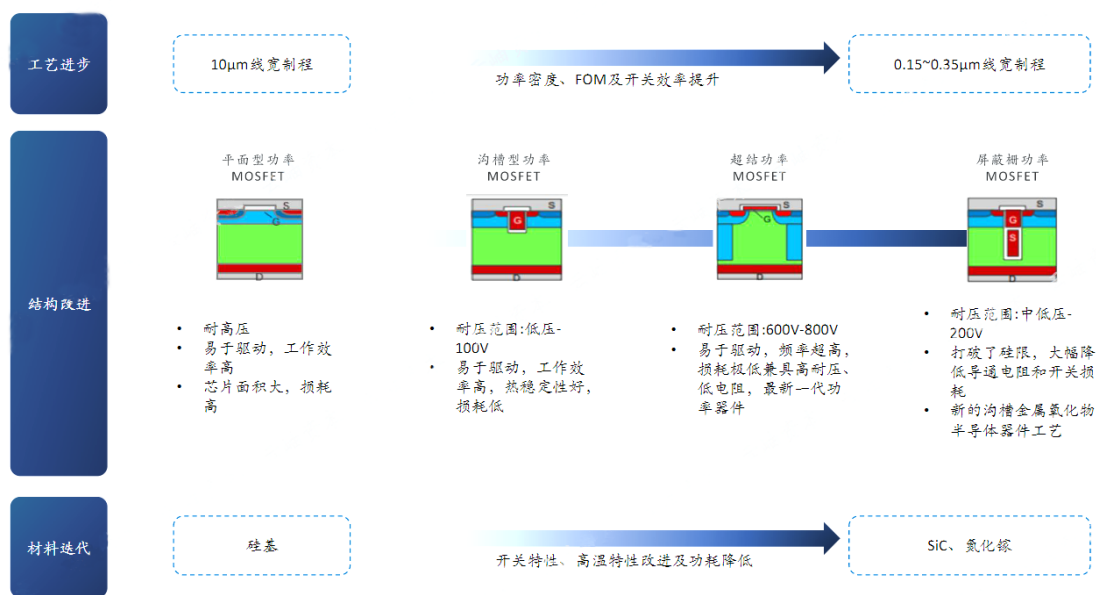 工艺进步
10μm线宽制程
功率密度、FOM及开关效率提升
0.15~0.35μm线宽制程
结构改进
平面型功率
MOSFET
S
G
D
• 耐高压
• 易于驱动，工作效
率高
• 芯片面积大，损耗
高
沟槽型功率
MOSFET
G
• 耐压范围:低压-
100V
• 易于驱动，工作效
率高，热稳定性好，
损耗低
超结功率
MOSFET
S
G
D
• 耐压范围:600V-800V
• 易于驱动，频率超高，
损耗极低兼具高耐压、
低电阻，最新一代功
率器件
屏蔽栅功率
MOSFET
S
G
S
D
• 耐压范围:中低压-
200V
• 打破了硅限，大幅降
低导通电阻和开关损
耗
• 新的沟槽金属氧化物
半导体器件工艺
材料迭代
硅基
开关特性、高温特性改进及功耗降低
SiC、氮化镓